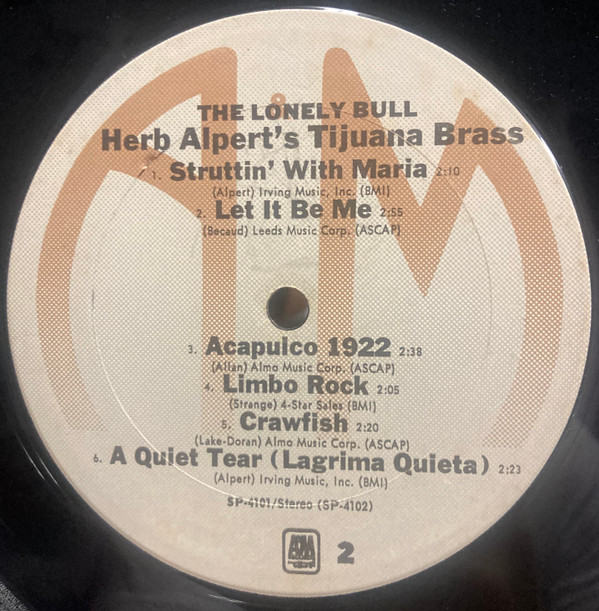 A&M
THE LONELY BULL
Herb Alpert's Tijuana Brass
1. Struttin' With Maria 2:10
(Alpert) Irving Music, Inc. (BMI)
2. Let It Be Me 2:55
(Becaud) Leeds Music Corp. (ASCAP)
3. Acapulco 1922 2:38
(Allan) Almo Music Corp. (ASCAP)
4. Limbo Rock 2:05
(Strange) 4-Star Sales (BMI)
5. Crawfish 2:20
(Lake-Doran) Almo Music Corp. (ASCAP)
6. A Quiet Tear (Lagrima Quieta) 2:23
(Alpert) Irving Music, Inc. (BMI)
SP-4101/Stereo (SP-4102)
A&M 2